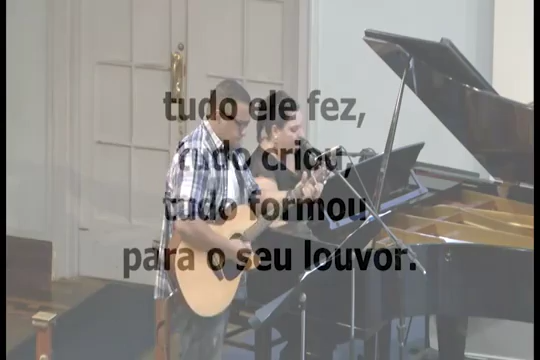 tudo ele fez,
tudo criou,
tudo formou
para o seu louvor.